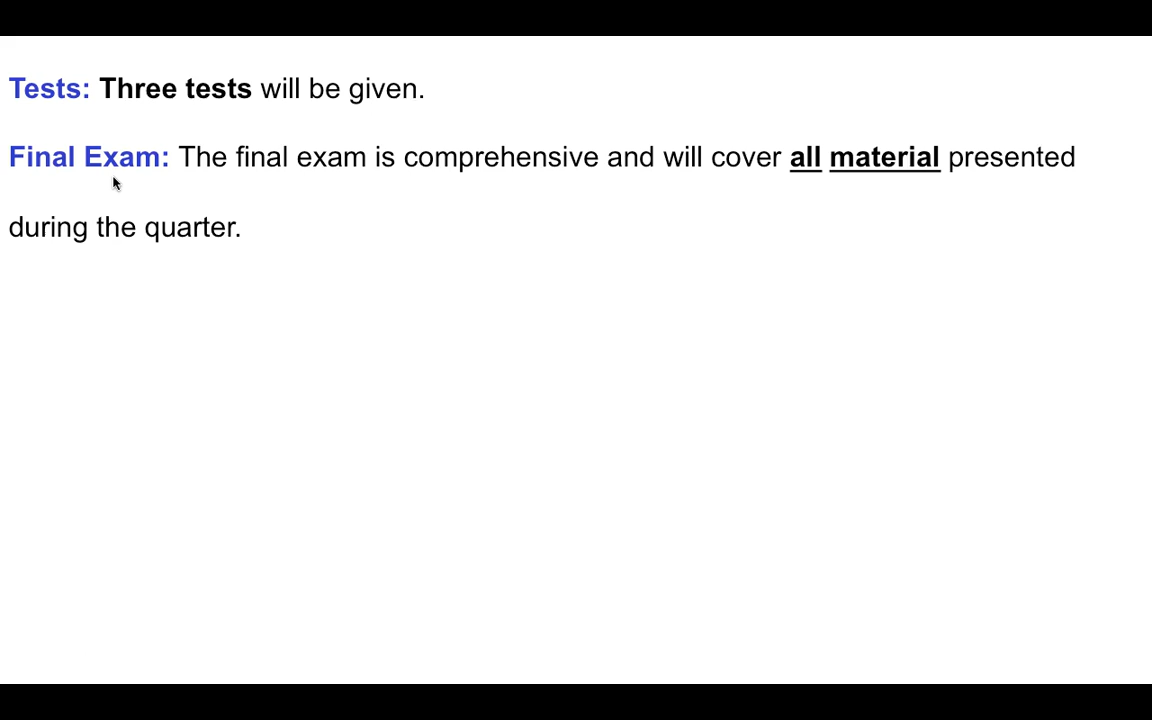 Tests: Three tests will be given.
Final Exam: The final exam is comprehensive and will cover all material presented
during the quarter.